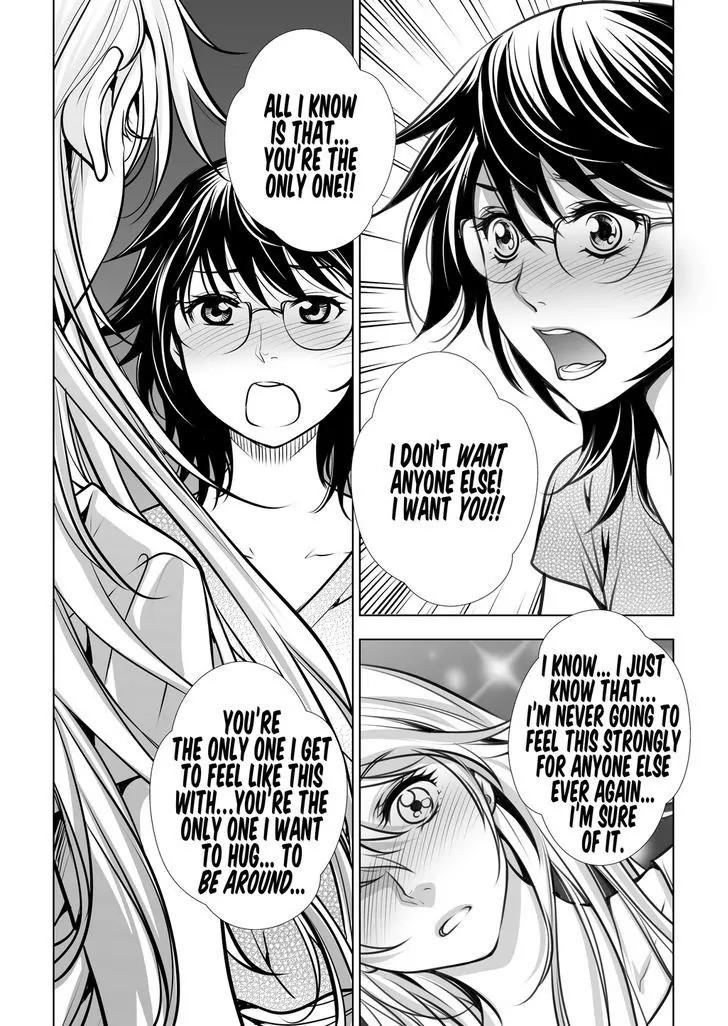 I DON'T WANT
ANYONE ELSE!
I WANT YOU!!
I KNOW... I JUST
KNOW THAT...
I'M NEVER GOING TO
FEEL THIS STRONGLY
FOR ANYONE ELSE
EVER AGAIN...
I'M SURE
OF IT.
ALL I KNOW
IS THAT...
YOU'RE THE
ONLY ONE!!
YOU'RE
THE ONLY ONE I GET
TO FEEL LIKE THIS
WITH...YOU'RE THE
ONLY ONE I WANT
TO HUG... TO
BE AROUND...